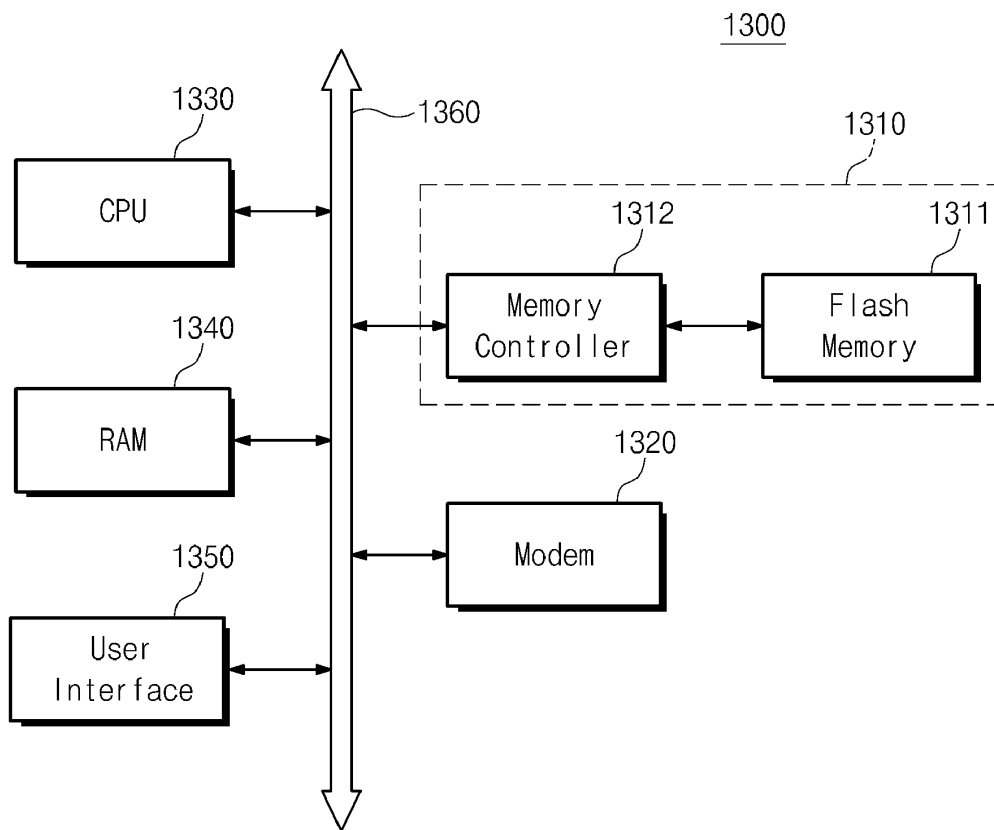 1300
1330
1360
1310
CPU
1312
1311
Memory
Controller
Flash
Memory
1340
RAM
1320
Modem
1350
User
Interface